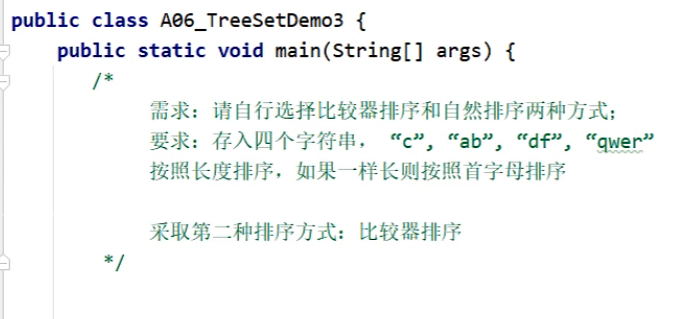 public class A06_TreeSetDemo3 {
public static void main(String[] args) {
/*
需求：请自行选择比较器排序和自然排序两种方式；
要求：存入四个字符串， “c”, “ab”, “df”, “qwer”
按照长度排序，如果一样长则按照首字母排序
采取第二种排序方式：比较器排序
*/